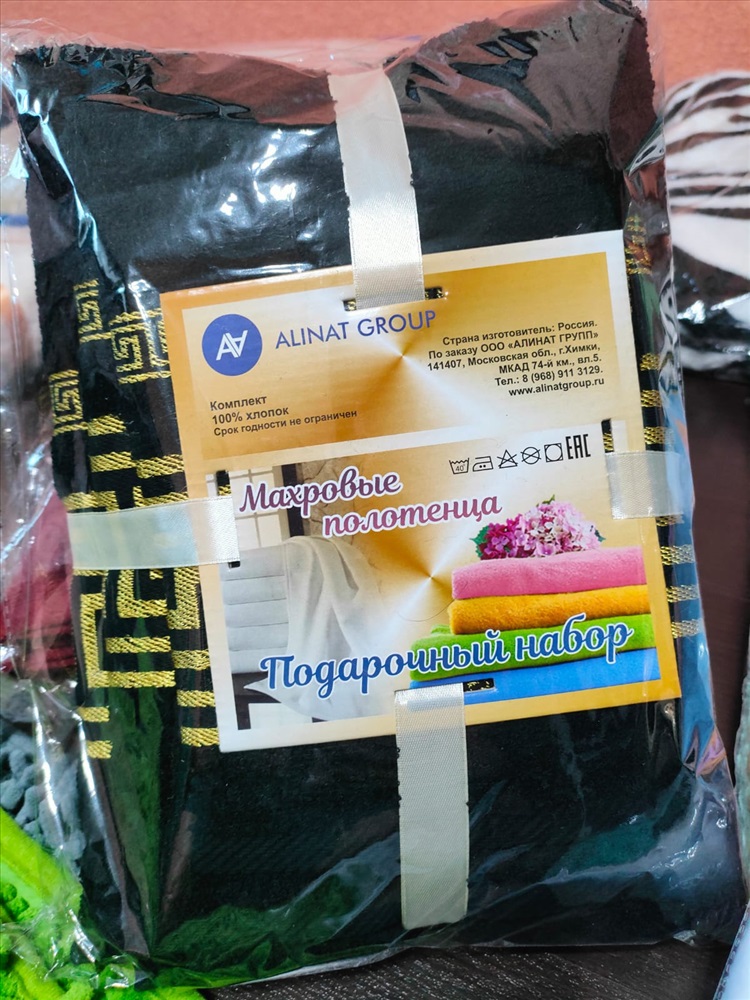 ALINAT GROUP
Страна изготовитель: Россия.
По заказу ООО «АЛИНАТ ГРУПП»
141407, Московская обл., г.Химки,
МКАД 74-й км., вл.5.
Тел.: 8 (968) 911 3129.
www.alinatgroup.ru
Комплект
100% хлопок
Срок годности не ограничен
40
EAC
Махровые
полотенца
Подарочный набор